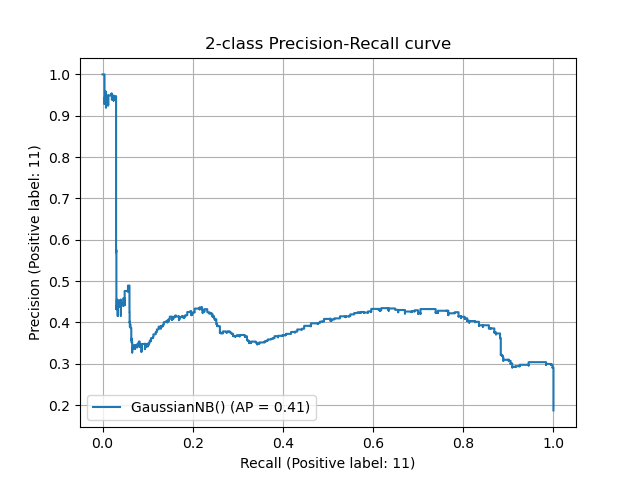 2-class Precision-Recall curve
1.0
0.9
0.8
0.7
0.6
0.5
0.4
0.3
0.2
Precision (Positive label: 11)
GaussianNB() (AP = 0.41)
0.0 0.2 0.4 0.6 0.8 1.0
Recall (Positive label: 11)